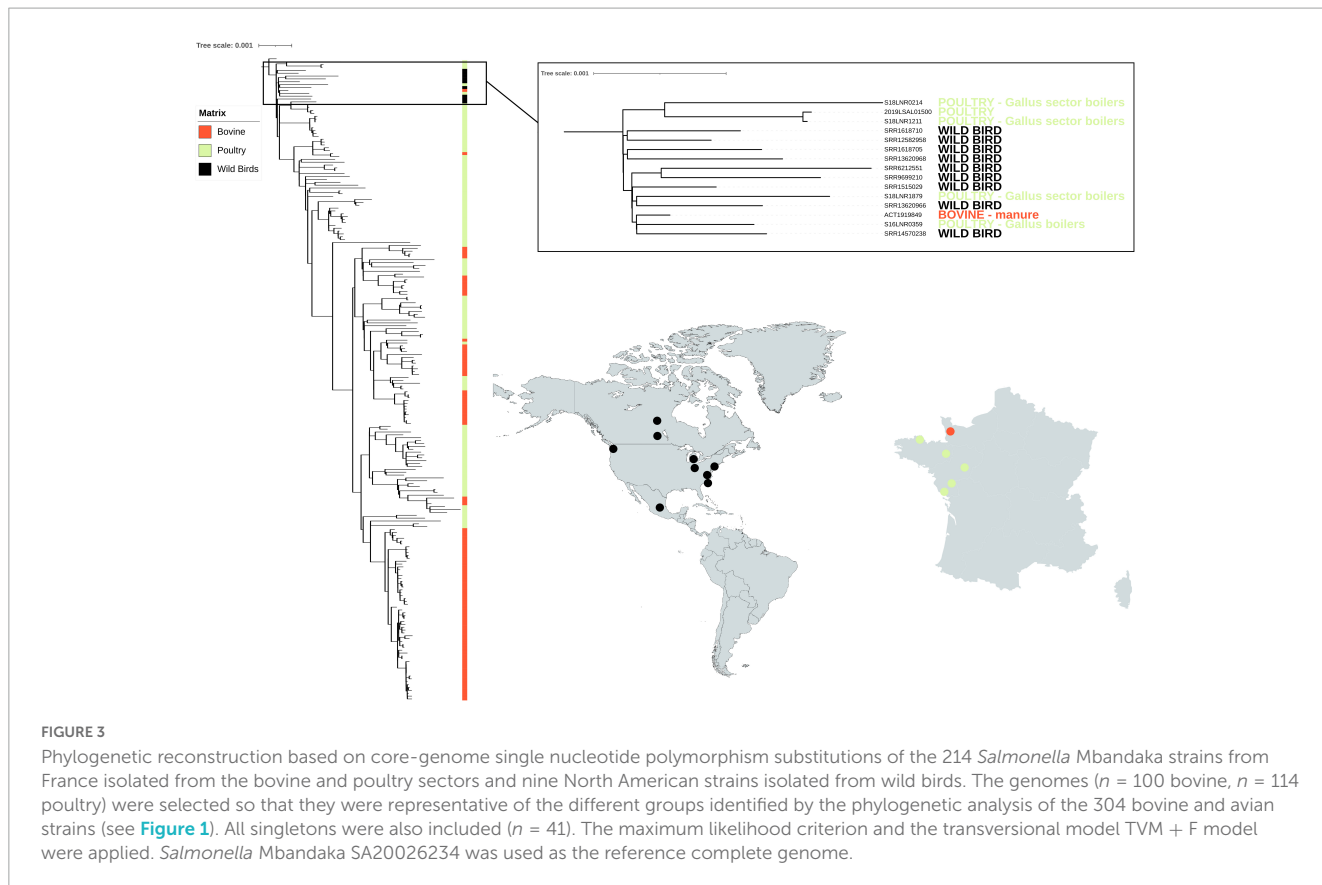 Tree scale: 0.001
Matrix
Bovine
Poultry
Wild Birds
Tree scale: 0.001
S18LNR0214 POULTRY - Gallus sector boilers
2019LSAL01500 POULTRY
S18LNR1211 POULTRY - Gallus sector boilers
SRR1618710 WILD BIRD
SRR12582958 WILD BIRD
SRR1618705 WILD BIRD
SRR13620968 WILD BIRD
SRR6212551 WILD BIRD
SRR9699210 WILD BIRD
SRR1515029 WILD BIRD
S18LNR1879 POULTRY - Gallus sector boilers
SRR13620966 WILD BIRD
ACT1919849 BOVINE - manure
S16LNR0359 POULTRY - Gallus boilers
SRR14570238 WILD BIRD
FIGURE 3
Phylogenetic reconstruction based on core-genome single nucleotide polymorphism substitutions of the 214 Salmonella Mbandaka strains from
France isolated from the bovine and poultry sectors and nine North American strains isolated from wild birds. The genomes (n = 100 bovine, n = 114
poultry) were selected so that they were representative of the different groups identified by the phylogenetic analysis of the 304 bovine and avian
strains (see Figure 1). All singletons were also included (n = 41). The maximum likelihood criterion and the transversional model TVM + F model
were applied. Salmonella Mbandaka SA20026234 was used as the reference complete genome.